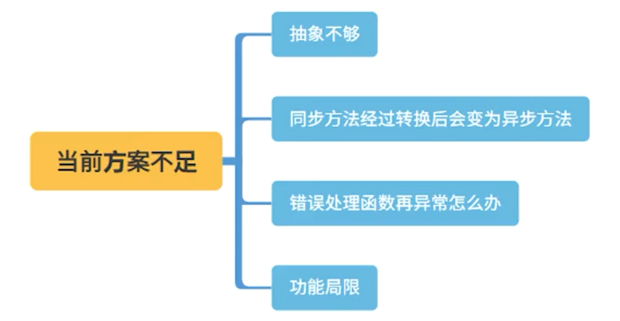 抽象不够
同步方法经过转换后会变为异步方法
当前方案不足
错误处理函数再异常怎么办
功能局限